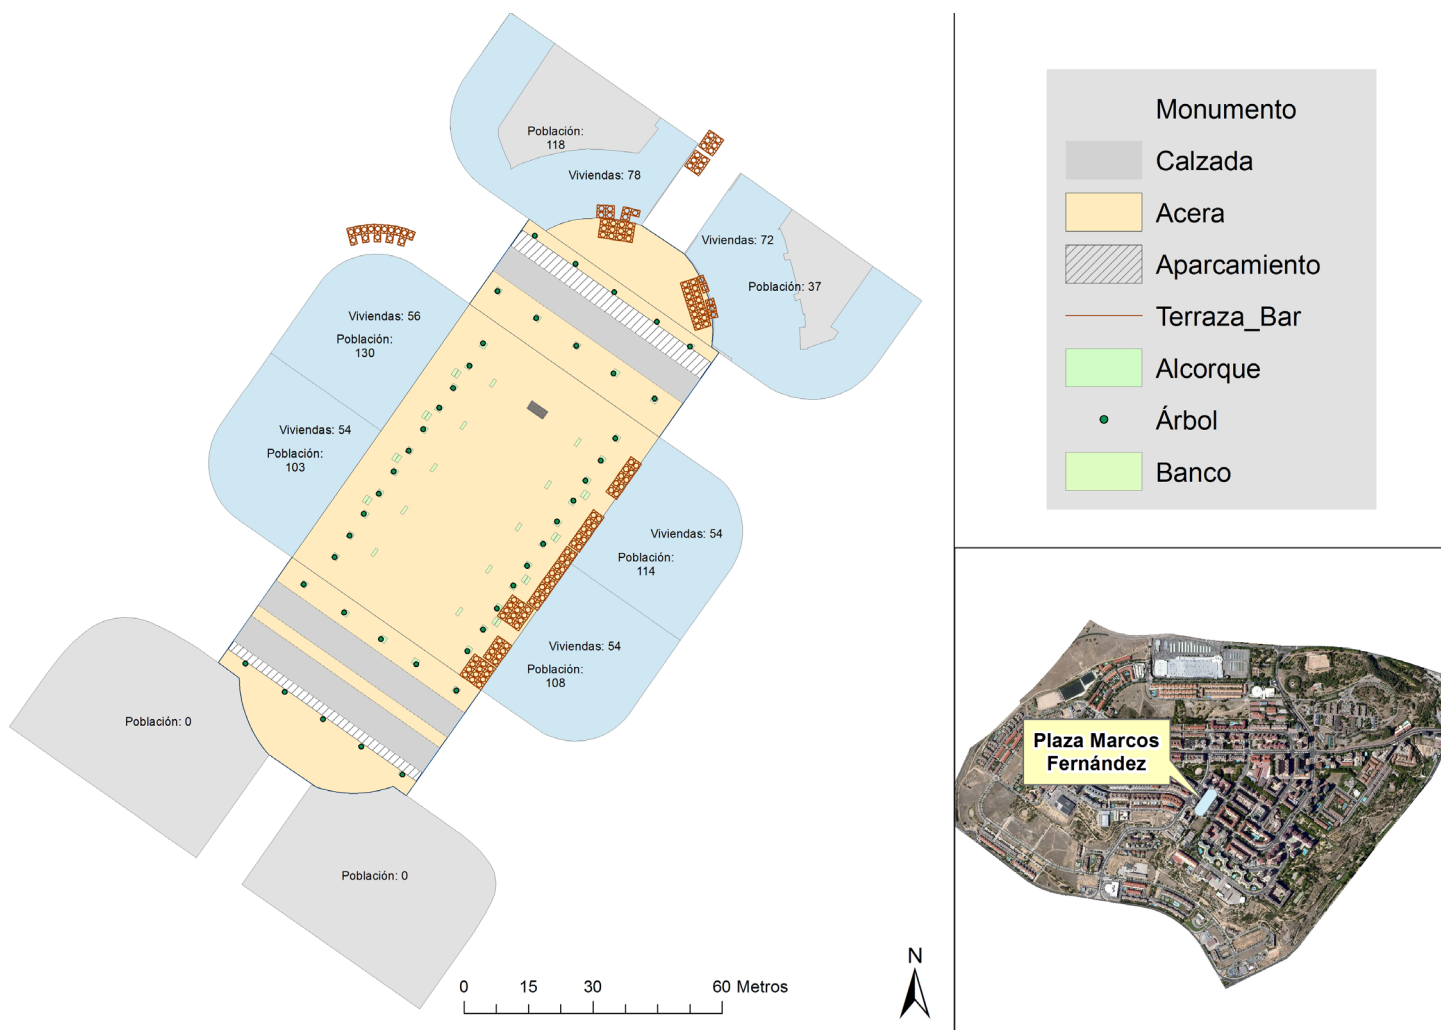 Población:
118
Viviendas: 78
Viviendas: 72
Población: 37
Viviendas: 56
Población:
130
Viviendas: 54
Población:
103
Viviendas: 54
Población:
114
Viviendas: 54
Población:
108
Población: 0
Población: 0
0 15 30 60 Metros
N
Monumento
Calzada
Acera
Aparcamiento
Terraza_Bar
Alcorque
Árbol
Banco
Plaza Marcos
Fernández